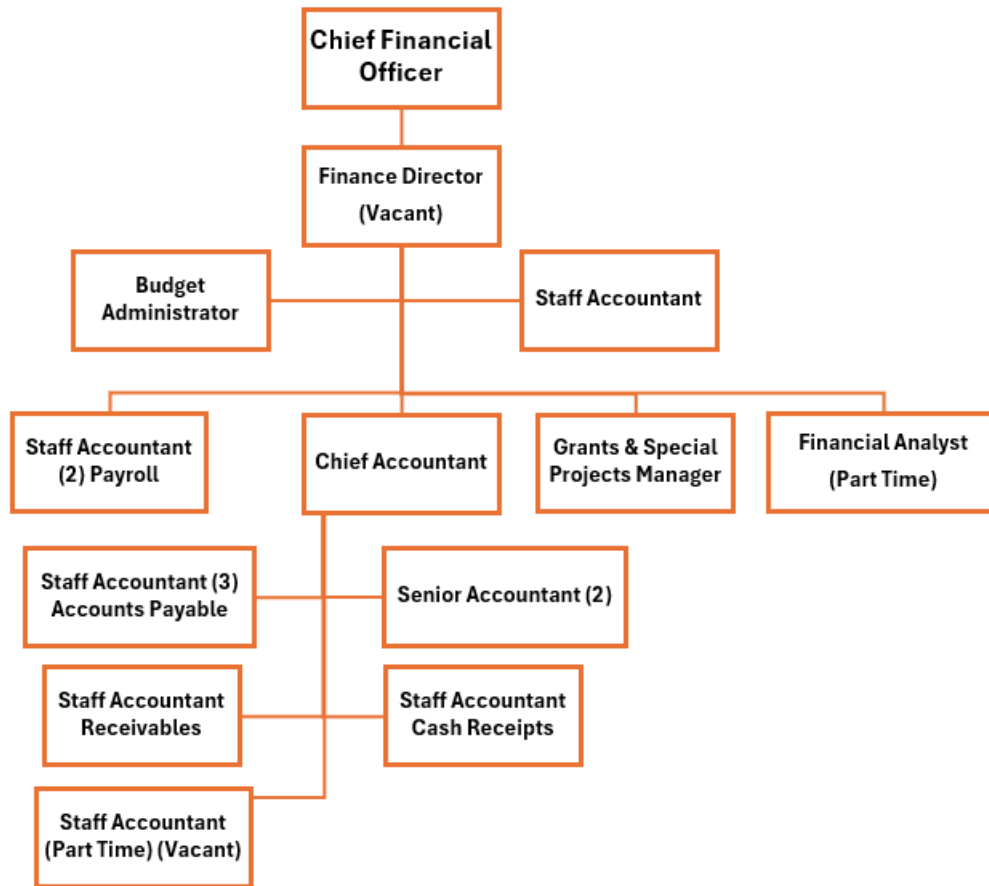 Chief Financial
Officer
Finance Director
(Vacant)
Budget
Administrator
Staff Accountant
Staff Accountant
(2) Payroll
Chief Accountant
Grants & Special
Projects Manager
Financial Analyst
(Part Time)
Staff Accountant (3)
Accounts Payable
Senior Accountant (2)
Staff Accountant
Receivables
Staff Accountant
Cash Receipts
Staff Accountant
(Part Time) (Vacant)